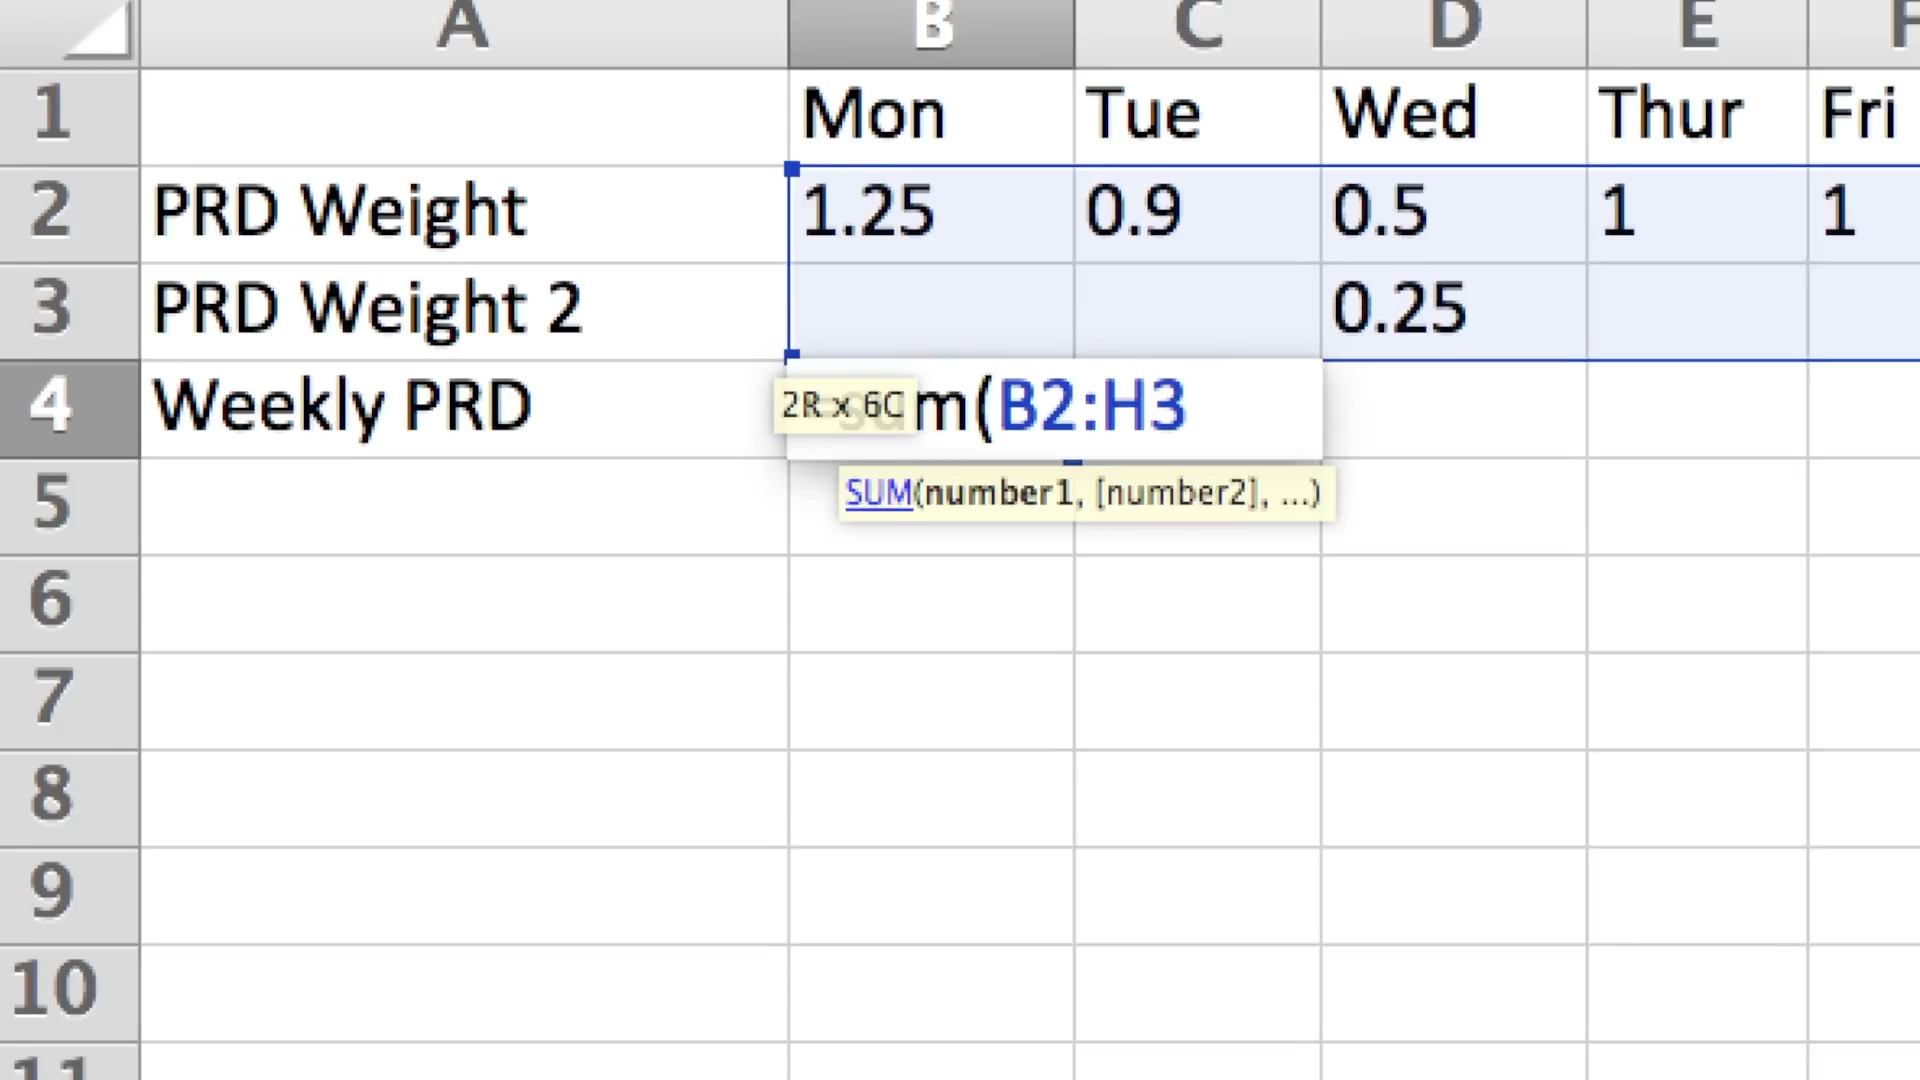 A B C D E F
1 Mon Tue Wed Thur Fri
2 PRD Weight 1.25 0.9 0.5 1 1
3 PRD Weight 2 0.25
4 Weekly PRD 2R x 6C =sum(B2:H3
5 SUM(number1, [number2], ...)
6
7
8
9
10
11